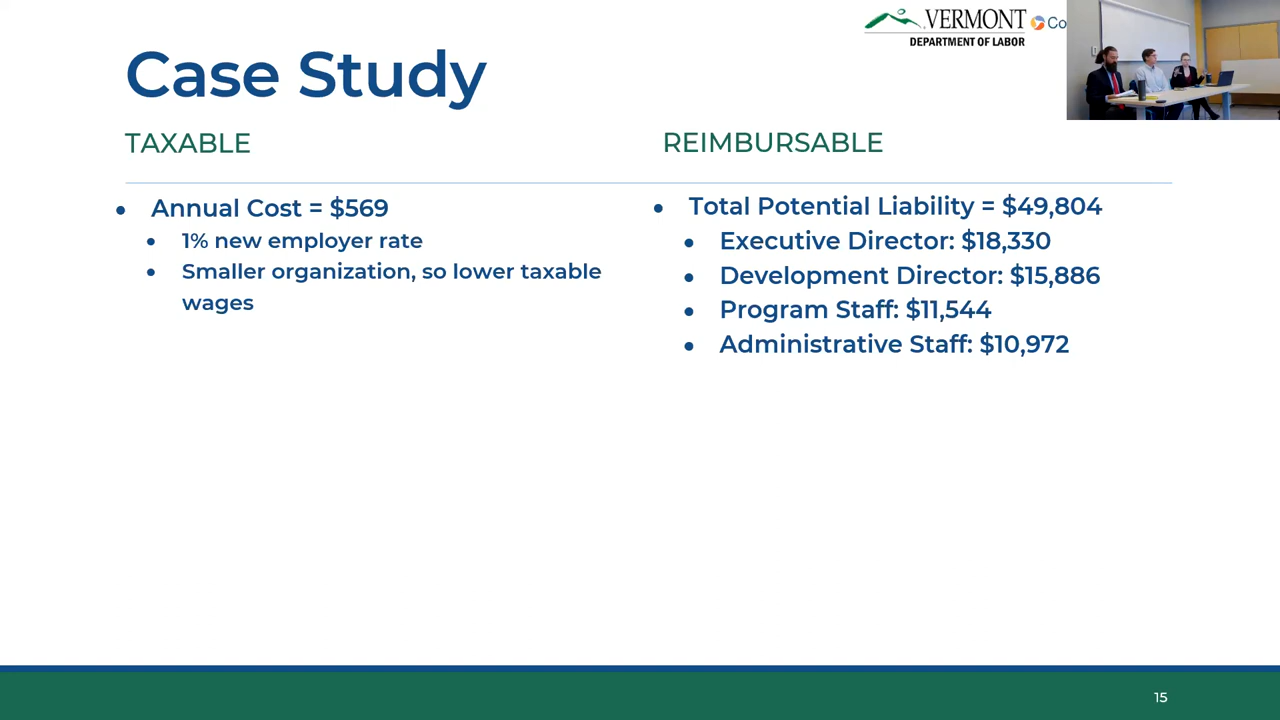 VERMONT
DEPARTMENT OF LABOR
Co
Case Study
TAXABLE
• Annual Cost = $569
• 1% new employer rate
• Smaller organization, so lower taxable
wages
REIMBURSABLE
• Total Potential Liability = $49,804
• Executive Director: $18,330
• Development Director: $15,886
• Program Staff: $11,544
• Administrative Staff: $10,972
15